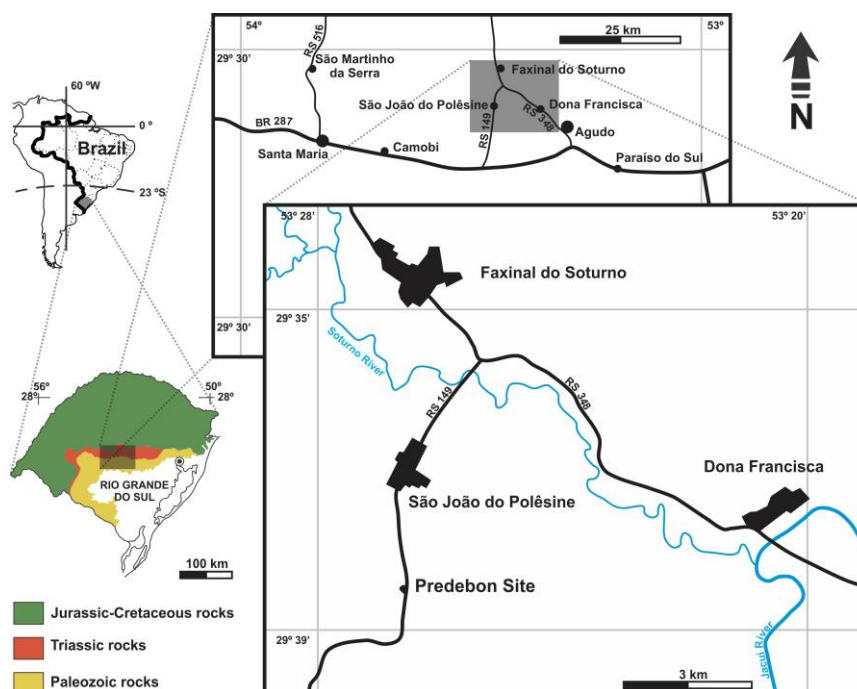 60 ºW
0 º
Brazil
23 ºS
54º
53º
25 km
29º 30'
RS 516
São Martinho
da Serra
Faxinal do Soturno
São João do Polêsine
Dona Francisca
RS 149
RS 348
BR 287
Agudo
Santa Maria
Camobi
Paraíso do Sul
29º 30'
N
53º 28'
53º 20'
Faxinal do Soturno
29º 35'
Soturno River
RS 149
RS 348
Dona Francisca
São João do Polêsine
Predebon Site
29º 39'
Jacui River
3 km
56º
28º
50º
28º
RIO GRANDE
DO SUL
100 km
Jurassic-Cretaceous rocks
Triassic rocks
Paleozoic rocks